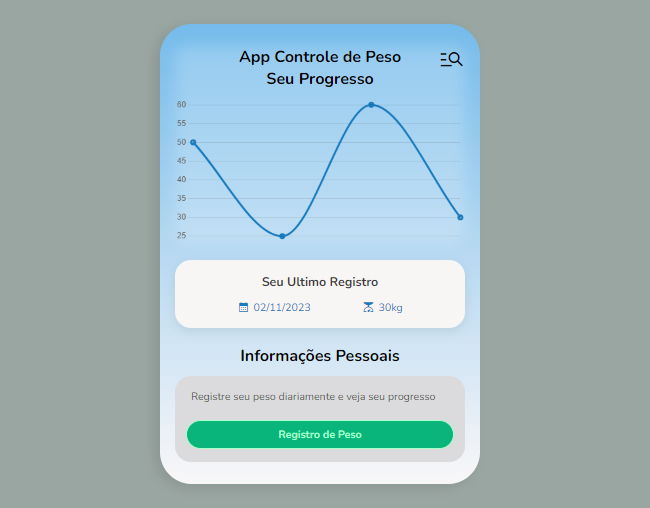 App Controle de Peso
Seu Progresso
60
55
50
45
40
35
30
25
Seu Ultimo Registro
02/11/2023 30kg
Informações Pessoais
Registre seu peso diariamente e veja seu progresso
Registro de Peso